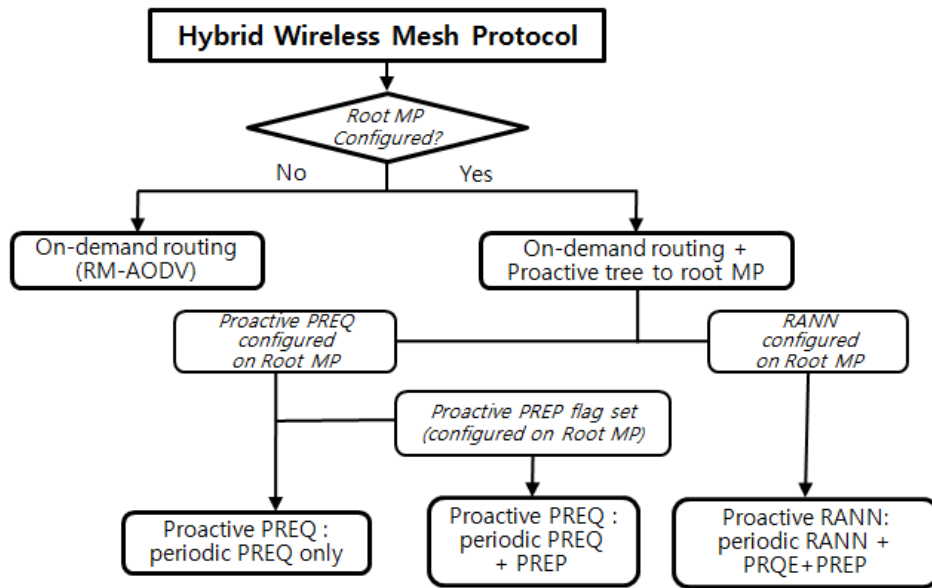 Hybrid Wireless Mesh Protocol
Root MP
Configured?
No
Yes
On-demand routing
(RM-AODV)
On-demand routing +
Proactive tree to root MP
Proactive PREQ
configured
on Root MP
RANN
configured
on Root MP
Proactive PREP flag set
(configured on Root MP)
Proactive PREQ :
periodic PREQ only
Proactive PREQ :
periodic PREQ
+ PREP
Proactive RANN:
periodic RANN +
PRQE+PREP